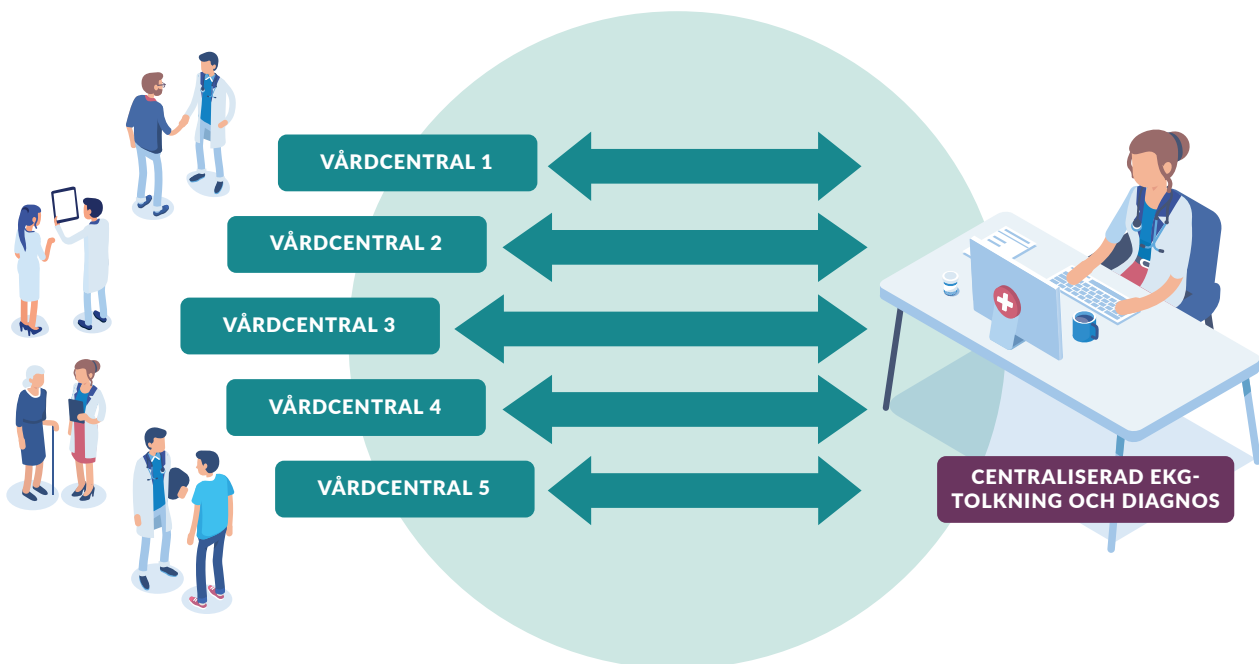 VÅRDCENTRAL 1
VÅRDCENTRAL 2
VÅRDCENTRAL 3
VÅRDCENTRAL 4
VÅRDCENTRAL 5
CENTRALISERAD EKG-
TOLKNING OCH DIAGNOS